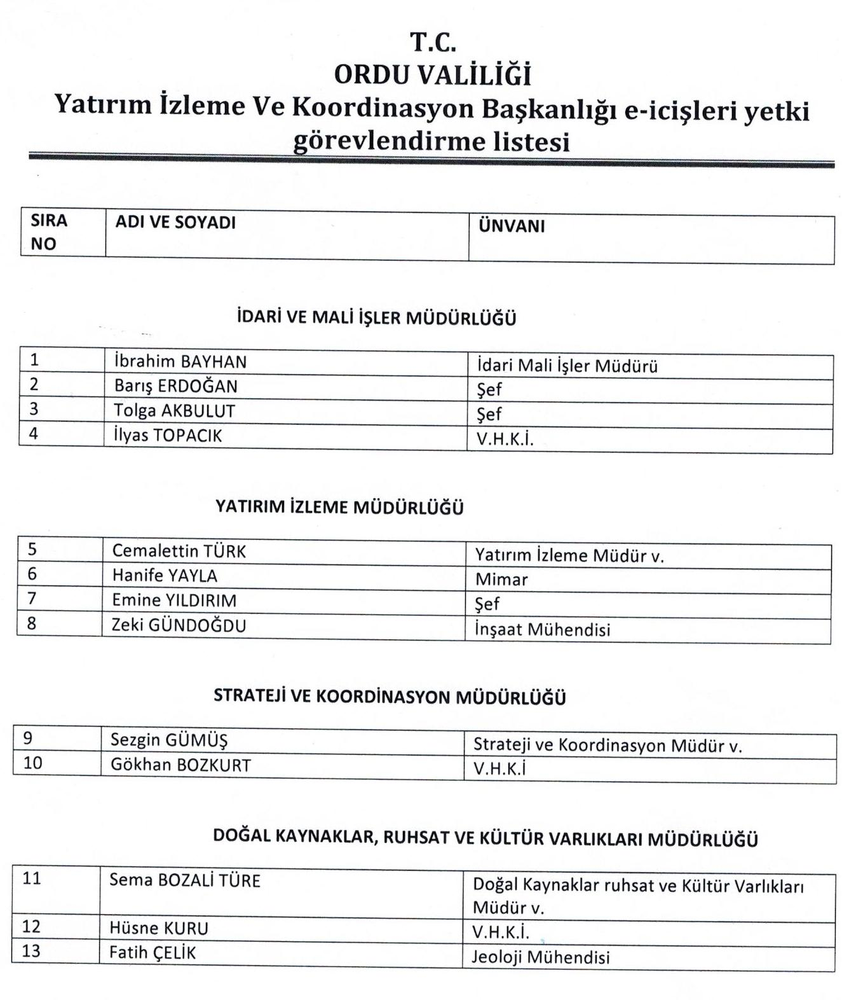 T.C.
ORDU VALİLİĞİ
Yatırım İzleme Ve Koordinasyon Başkanlığı e-icişleri yetki
görevlendirme listesi
SIRA NO ADI VE SOYADI ÜNVANI
İDARİ VE MALİ İŞLER MÜDÜRLÜĞÜ
1 İbrahim BAYHAN İdari Mali İşler Müdürü
2 Barış ERDOĞAN Şef
3 Tolga AKBULUT Şef
4 İlyas TOPACIK V.H.K.İ.
YATIRIM İZLEME MÜDÜRLÜĞÜ
5 Cemalettin TÜRK Yatırım İzleme Müdür v.
6 Hanife YAYLA Mimar
7 Emine YILDIRIM Şef
8 Zeki GÜNDOĞDU İnşaat Mühendisi
STRATEJİ VE KOORDİNASYON MÜDÜRLÜĞÜ
9 Sezgin GÜMÜŞ Strateji ve Koordinasyon Müdür v.
10 Gökhan BOZKURT V.H.K.İ
DOĞAL KAYNAKLAR, RUHSAT VE KÜLTÜR VARLIKLARI MÜDÜRLÜĞÜ
11 Sema BOZALİ TÜRE Doğal Kaynaklar ruhsat ve Kültür Varlıkları
Müdür v.
12 Hüsne KURU V.H.K.İ.
13 Fatih ÇELİK Jeoloji Mühendisi